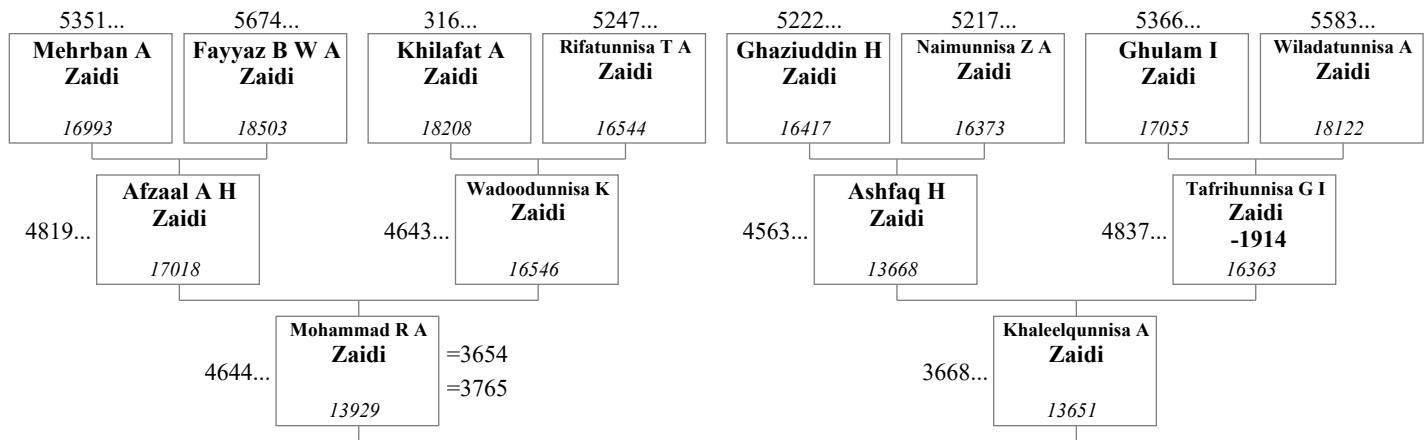 5351... 5674... 316... 5247... 5222... 5217... 5366... 5583...
Mehrban A
Zaidi
16993
Fayyaz B W A
Zaidi
18503
Khilafat A
Zaidi
18208
Rifatunnisa T A
Zaidi
16544
Ghaziuddin H
Zaidi
16417
Naimunnisa Z A
Zaidi
16373
Ghulam I
Zaidi
17055
Wiladatunnisa A
Zaidi
18122
4819...
Afzaal A H
Zaidi
17018
4643...
Wadoodunnisa K
Zaidi
16546
4563...
Ashfaq H
Zaidi
13668
4837...
Tafrihunnisa G I
Zaidi
-1914
16363
4644...
Mohammad R A
Zaidi
13929
=3654
=3765
3668...
Khaleelqunnisa A
Zaidi
13651